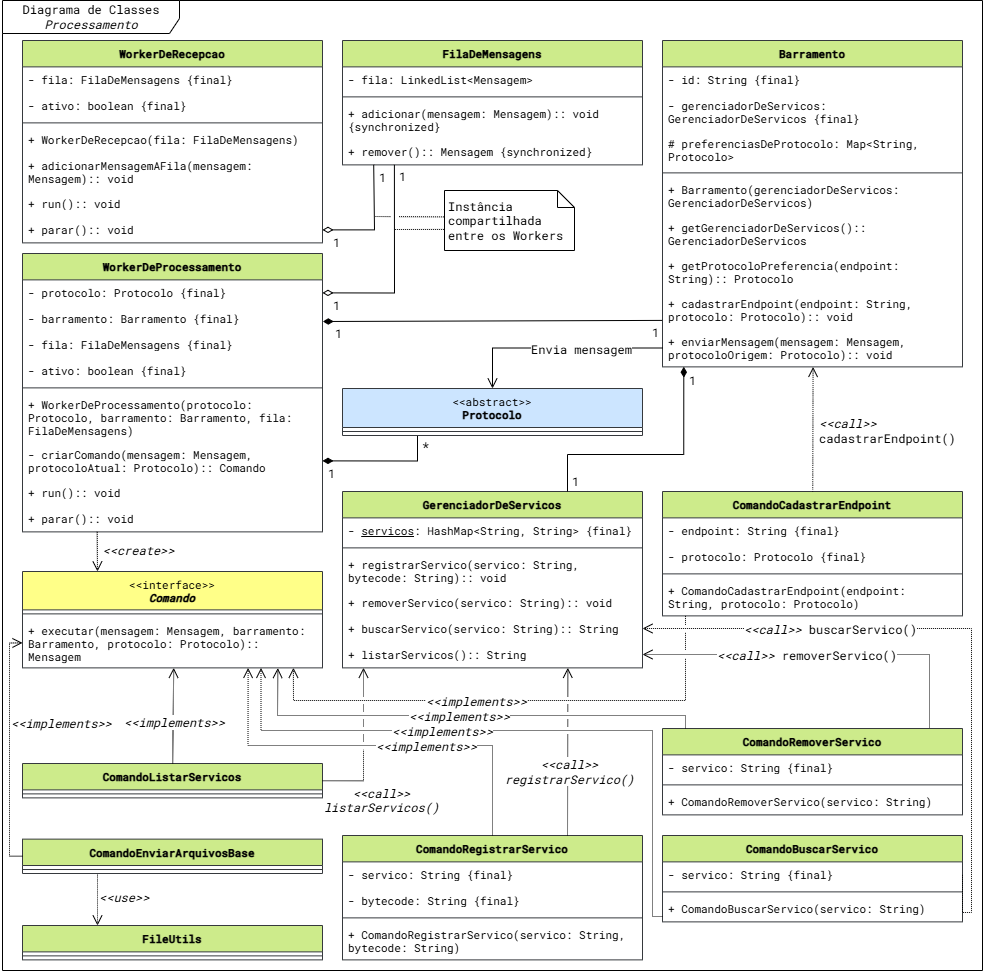 Diagrama de Classes
Processamento
WorkerDeRecepcao
- fila: FilaDeMensagens {final}
- ativo: boolean {final}
+ WorkerDeRecepcao(fila: FilaDeMensagens)
+ adicionarMensagemAFila(mensagem:
Mensagem):: void
+ run():: void
+ parar():: void
FilaDeMensagens
- fila: LinkedList<Mensagem>
+ adicionar(mensagem: Mensagem):: void
{synchronized}
+ remover():: Mensagem {synchronized}
Barramento
- id: String {final}
- gerenciadorDeServicos:
GerenciadorDeServicos {final}
# preferenciasDeProtocolo: Map<String,
Protocolo>
+ Barramento(gerenciadorDeServicos:
GerenciadorDeServicos)
+ getGerenciadorDeServicos()::
GerenciadorDeServicos
+ getProtocoloPreferencia(endpoint:
String):: Protocolo
+ cadastrarEndpoint(endpoint: String,
protocolo: Protocolo):: void
+ enviarMensagem(mensagem: Mensagem,
protocoloOrigem: Protocolo):: void
1
1
1
Instância
compartilhada
entre os Workers
WorkerDeProcessamento
- protocolo: Protocolo {final}
- barramento: Barramento {final}
- fila: FilaDeMensagens {final}
- ativo: boolean {final}
+ WorkerDeProcessamento(protocolo:
Protocolo, barramento: Barramento, fila:
FilaDeMensagens)
- criarComando(mensagem: Mensagem,
protocoloAtual: Protocolo):: Comando
+ run():: void
+ parar():: void
1
1
1
Envia mensagem
<<abstract>>
Protocolo
1
*
1
1
<<call>>
cadastrarEndpoint()
<<create>>
<<interface>>
Comando
+ executar(mensagem: Mensagem, barramento:
Barramento, protocolo: Protocolo)::
Mensagem
GerenciadorDeServicos
- servicos: HashMap<String, String> {final}
+ registrarServico(servico: String,
bytecode: String):: void
+ removerServico(servico: String):: void
+ buscarServico(servico: String):: String
+ listarServicos():: String
ComandoCadastrarEndpoint
- endpoint: String {final}
- protocolo: Protocolo {final}
+ ComandoCadastrarEndpoint(endpoint:
String, protocolo: Protocolo)
<<call>> buscarServico()
<<call>> removerServico()
<<implements>>
<<implements>>
<<implements>>
<<implements>>
<<implements>>
<<implements>>
ComandoListarServicos
<<call>>
listarServicos()
<<call>>
registrarServico()
ComandoRemoverServico
- servico: String {final}
+ ComandoRemoverServico(servico: String)
ComandoEnviarArquivosBase
<<use>>
FileUtils
ComandoRegistrarServico
- servico: String {final}
- bytecode: String {final}
+ ComandoRegistrarServico(servico: String,
bytecode: String)
ComandoBuscarServico
- servico: String {final}
+ ComandoBuscarServico(servico: String)